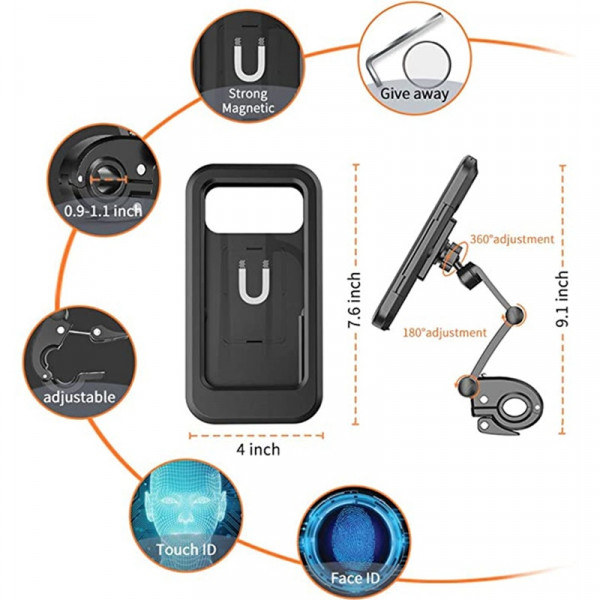 Strong
Magnetic
Give away
0.9-1.1 inch
360°adjustment
7.6 inch
9.1 inch
180°adjustment
adjustable
4 inch
Touch ID
Face ID